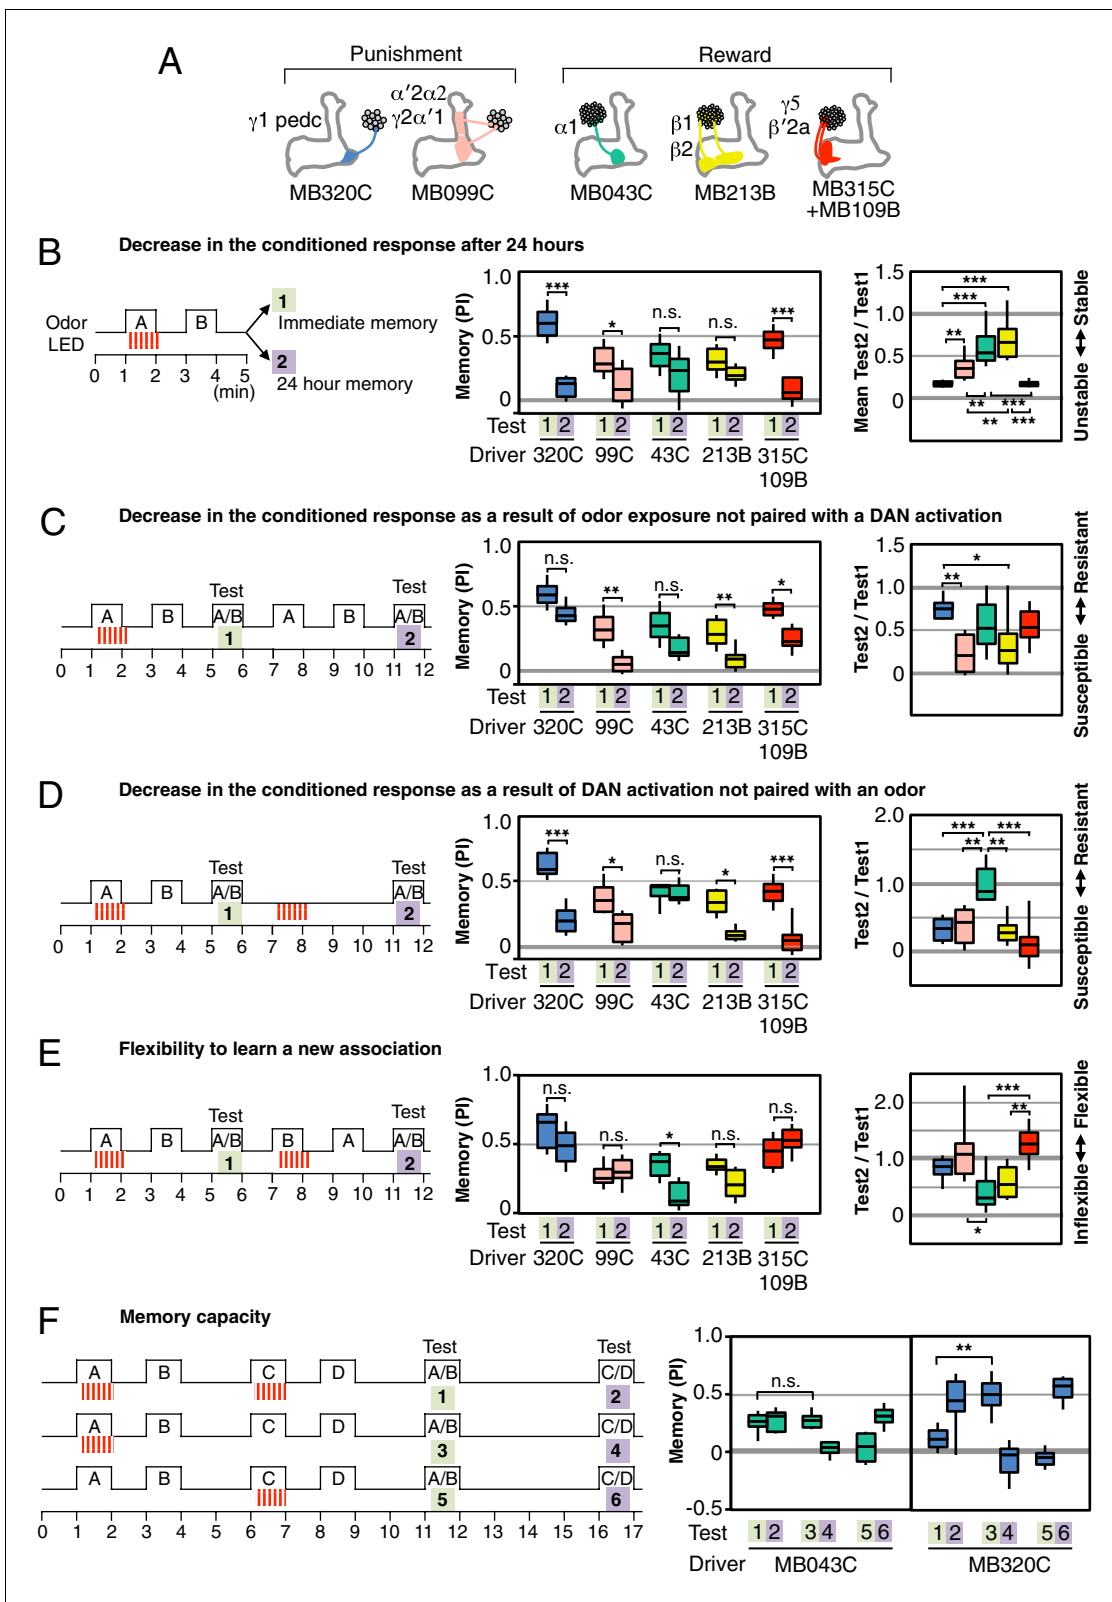 A
Punishment
Reward
γ1 pedc
α′2α2
γ2α′1
α1
β1
β2
γ5
β′2a
MB320C
MB099C
MB043C
MB213B
MB315C
+MB109B
B
Decrease in the conditioned response after 24 hours
Odor
LED
A
B
0 1 2 3 4 5
(min)
1
Immediate memory
2
24 hour memory
Memory (PI)
1.0
0.5
0
*** * n.s. n.s. ***
Test 1 2 1 2 1 2 1 2 1 2
Driver 320C 99C 43C 213B 315C
109B
Mean Test2 / Test1
1.5
1.0
0.5
0
***
***
**
** ***
** ***
Unstable Stable
C
Decrease in the conditioned response as a result of odor exposure not paired with a DAN activation
Test Test
A B A/B A B A/B
1 2
0 1 2 3 4 5 6 7 8 9 10 11 12
Memory (PI)
1.0
0.5
0
n.s. ** n.s. ** *
Test 1 2 1 2 1 2 1 2 1 2
Driver 320C 99C 43C 213B 315C
109B
Test2 / Test1
1.5
1.0
0.5
0
*
**
Susceptible Resistant
D
Decrease in the conditioned response as a result of DAN activation not paired with an odor
Test Test
A B A/B A/B
1 2
0 1 2 3 4 5 6 7 8 9 10 11 12
Memory (PI)
1.0
0.5
0
*** * n.s. * ***
Test 1 2 1 2 1 2 1 2 1 2
Driver 320C 99C 43C 213B 315C
109B
Test2 / Test1
2.0
1.0
0
*** ***
** **
Susceptible Resistant
E
Flexibility to learn a new association
Test Test
A B A/B B A A/B
1 2
0 1 2 3 4 5 6 7 8 9 10 11 12
Memory (PI)
1.0
0.5
0
n.s. n.s. * n.s. n.s.
Test 1 2 1 2 1 2 1 2 1 2
Driver 320C 99C 43C 213B 315C
109B
Test2 / Test1
2.0
1.0
0
***
**
*
Inflexible Flexible
F
Memory capacity
Test Test
A B C D A/B C/D
1 2
A B C D A/B C/D
3 4
A B C D A/B C/D
5 6
0 1 2 3 4 5 6 7 8 9 10 11 12 13 14 15 16 17
Memory (PI)
1.0
0.5
0
-0.5
n.s. **
Test 1 2 3 4 5 6 1 2 3 4 5 6
Driver MB043C MB320C